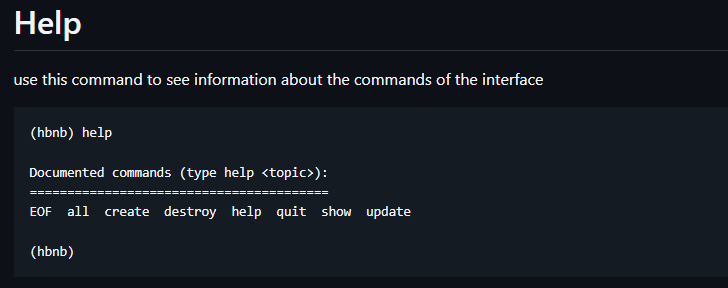 Help
use this command to see information about the commands of the interface
(hbnb) help
Documented commands (type help <topic>):
========================================
EOF  all  create  destroy  help  quit  show  update
(hbnb)